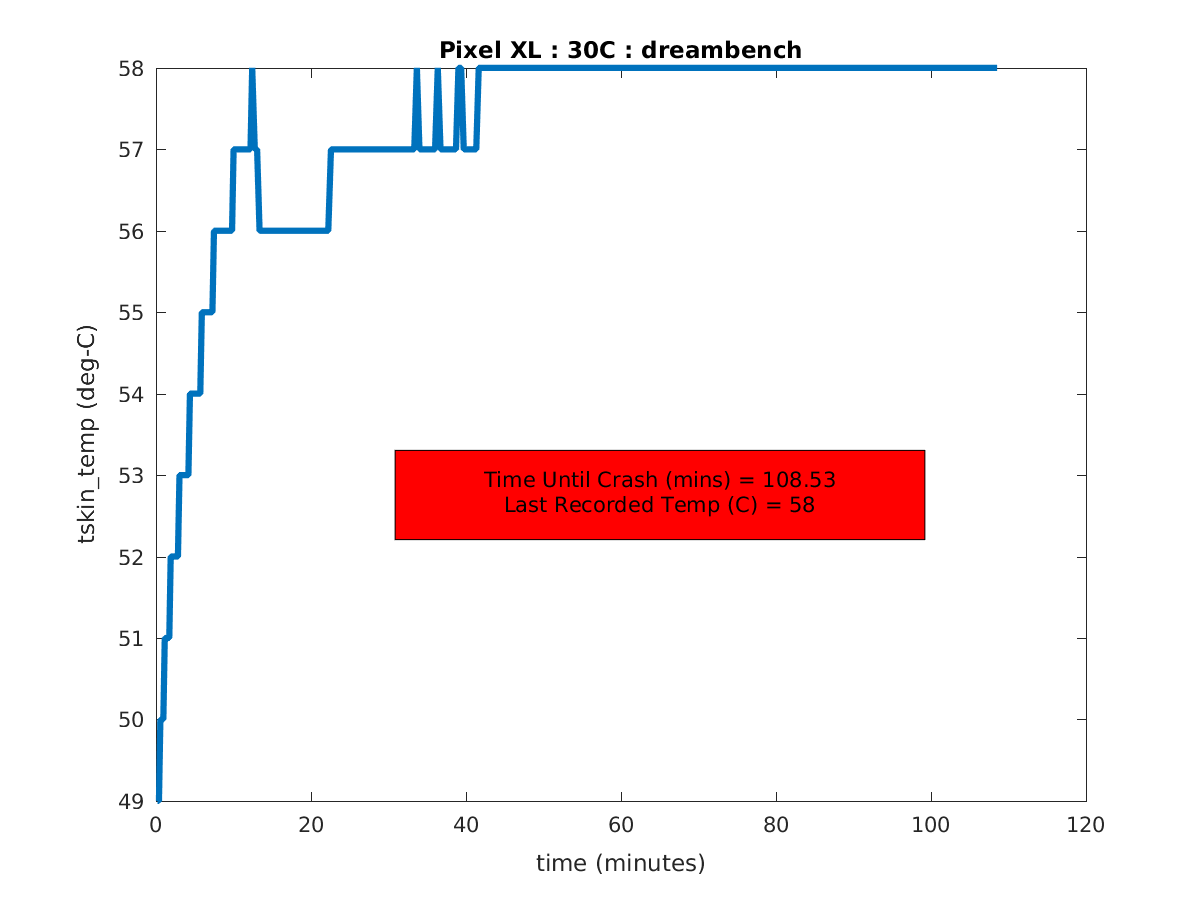 Pixel XL : 30C : dreambench
58
57
56
55
54
53
52
51
50
49
tskin_temp (deg-C)
Time Until Crash (mins) = 108.53
Last Recorded Temp (C) = 58
0 20 40 60 80 100 120
time (minutes)